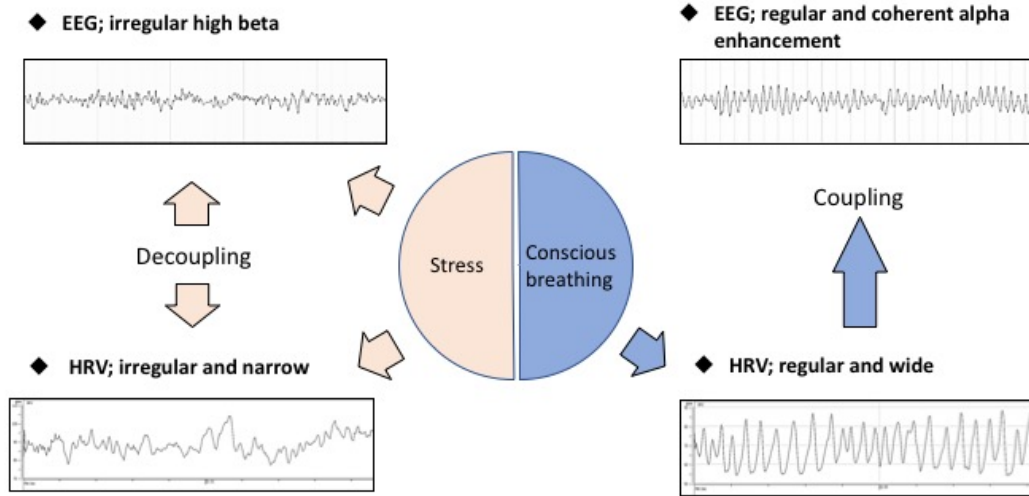 ◆ EEG; irregular high beta
◆ EEG; regular and coherent alpha
enhancement
Decoupling
Stress
Conscious
breathing
Coupling
◆ HRV; irregular and narrow
◆ HRV; regular and wide